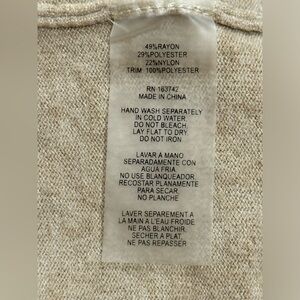 49%RAYON
29%POLYESTER
22%NYLON
TRIM 100%POLYESTER
RN 163742
MADE IN CHINA
HAND WASH SEPARATELY
IN COLD WATER
DO NOT BLEACH
LAY FLAT TO DRY
DO NOT IRON
LAVAR A MANO
SEPARADAMENTE CON
AGUA FRIA
NO USE BLANQUEADOR
RECOSTAR PLANAMENTE
PARA SECAR.
NO PLANCHE
LAVER SEPAREMENT A
LA MAIN A L'EAU FROIDE
NE PAS BLANCHIR,
SECHER A PLAT.
NE PAS REPASSER